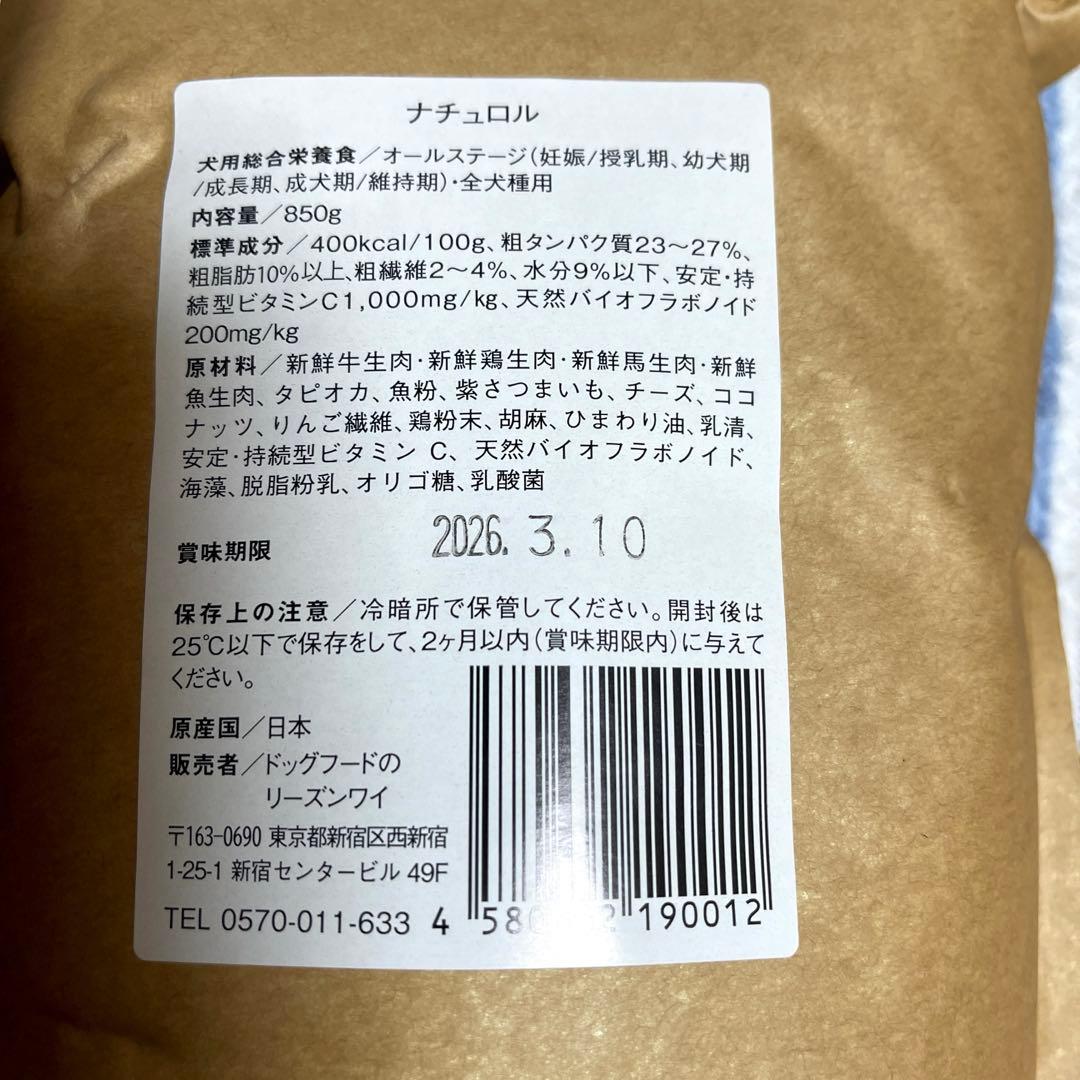 ナチュロル
犬用総合栄養食／オールステージ（妊娠/授乳期、幼犬期
/成長期、成犬期/維持期）・全犬種用
内容量／850g
標準成分／400kcal/100g、粗タンパク質23〜27%、
粗脂肪10%以上、粗繊維2〜4%、水分9%以下、安定・持
続型ビタミンC1,000mg/kg、天然バイオフラボノイド
200mg/kg
原材料／新鮮牛生肉・新鮮鶏生肉・新鮮馬生肉・新鮮
魚生肉、タピオカ、魚粉、紫さつまいも、チーズ、ココ
ナッツ、りんご繊維、鶏粉末、胡麻、ひまわり油、乳清、
安定・持続型ビタミン C、天然バイオフラボノイド、
海藻、脱脂粉乳、オリゴ糖、乳酸菌
賞味期限 2026. 3.10
保存上の注意／冷暗所で保管してください。開封後は
25℃以下で保存をして、2ヶ月以内（賞味期限内）に与えて
ください。
原産国／日本
販売者／ドッグフードの
リーズンワイ
〒163-0690 東京都新宿区西新宿
1-25-1 新宿センタービル 49F
TEL 0570-011-633
4 190012